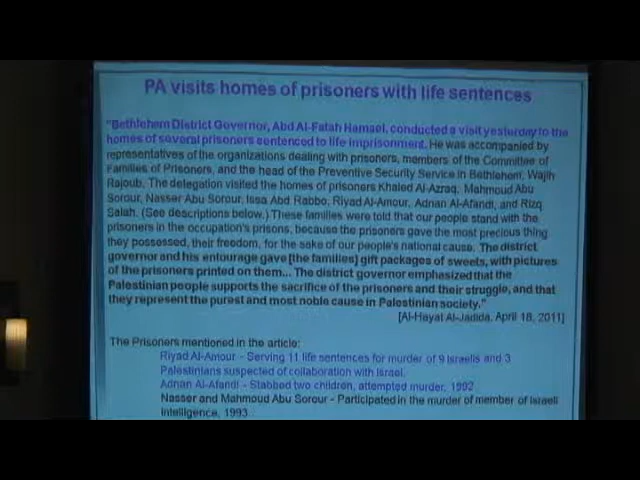 PA visits homes of prisoners with life sentences
"Bethlehem District Governor, Abd Al-Fatah Hamael, conducted a visit yesterday to the
homes of several prisoners sentenced to life imprisonment. He was accompanied by
representatives of the organizations dealing with prisoners, members of the Committee of
Families of Prisoners, and the head of the Preventive Security Service in Bethlehem, Wajih
Rajoub. The delegation visited the homes of prisoners Khaled Al-Azraq, Mahmoud Abu
Sorour, Nasser Abu Sorour, Issa Abd Rabbo, Riyad Al-Amour, Adnan Al-Afandi, and Rizq
Salah. (See descriptions below.) These families were told that our people stand with the
prisoners in the occupation's prisons, because the prisoners gave the most precious thing
they possessed, their freedom, for the sake of our people's national cause. The district
governor and his entourage gave [the families] gift packages of sweets, with pictures
of the prisoners printed on them... The district governor emphasized that the
Palestinian people supports the sacrifice of the prisoners and their struggle, and that
they represent the purest and most noble cause in Palestinian society."
[Al-Hayat Al-Jadida, April 18, 2011]
The Prisoners mentioned in the article:
Riyad Al-Amour - Serving 11 life sentences for murder of 9 Israelis and 3
Palestinians suspected of collaboration with Israel.
Adnan Al-Afandi - Stabbed two children, attempted murder, 1992
Nasser and Mahmoud Abu Sorour - Participated in the murder of member of Israeli
Intelligence, 1993